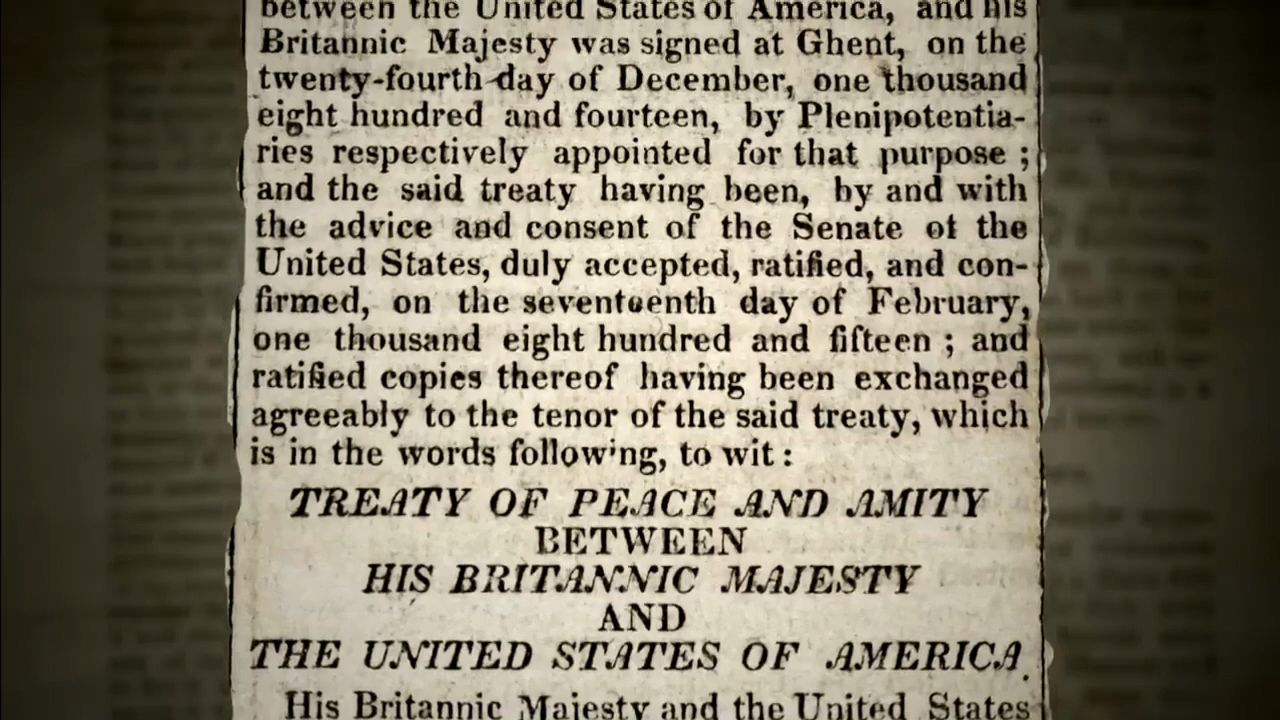 between the United States of America, and his
Britannic Majesty was signed at Ghent, on the
twenty-fourth day of December, one thousand
eight hundred and fourteen, by Plenipotentia-
ries respectively appointed for that purpose ;
and the said treaty having been, by and with
the advice and consent of the Senate of the
United States, duly accepted, ratified, and con-
firmed, on the seventeenth day of February,
one thousand eight hundred and fifteen ; and
ratified copies thereof having been exchanged
agreeably to the tenor of the said treaty, which
is in the words following, to wit :
TREATY OF PEACE AND AMITY
BETWEEN
HIS BRITANNIC MAJESTY
AND
THE UNITED STATES OF AMERICA.
His Britannic Majesty and the United States